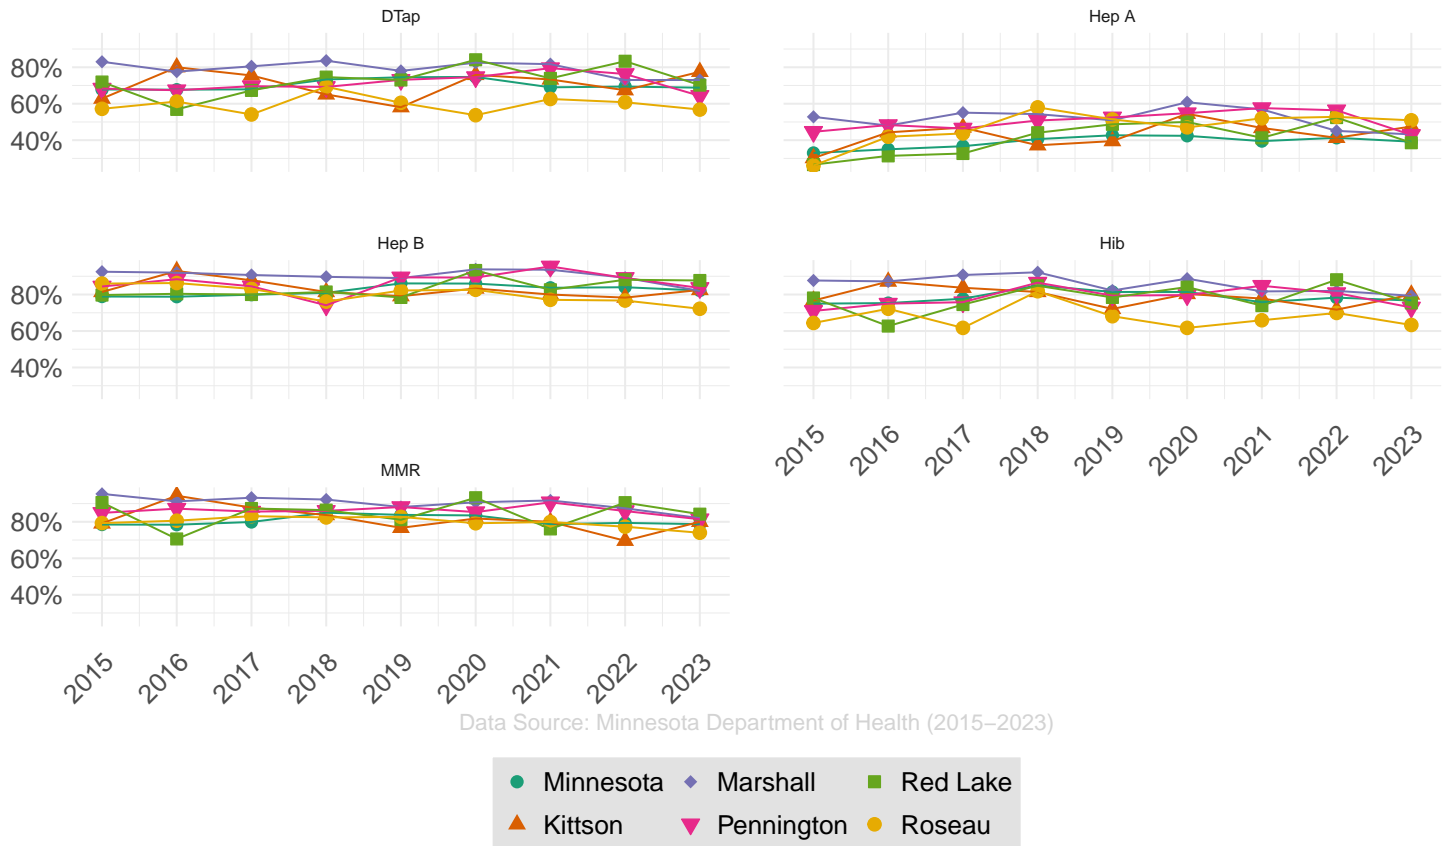 DTap
Hep A
80%
60%
40%
Hep B
Hib
80%
60%
40%
2015 2016 2017 2018 2019 2020 2021 2022 2023
MMR
80%
60%
40%
2015 2016 2017 2018 2019 2020 2021 2022 2023
Data Source: Minnesota Department of Health (2015–2023)
Minnesota Marshall Red Lake
Kittson Pennington Roseau